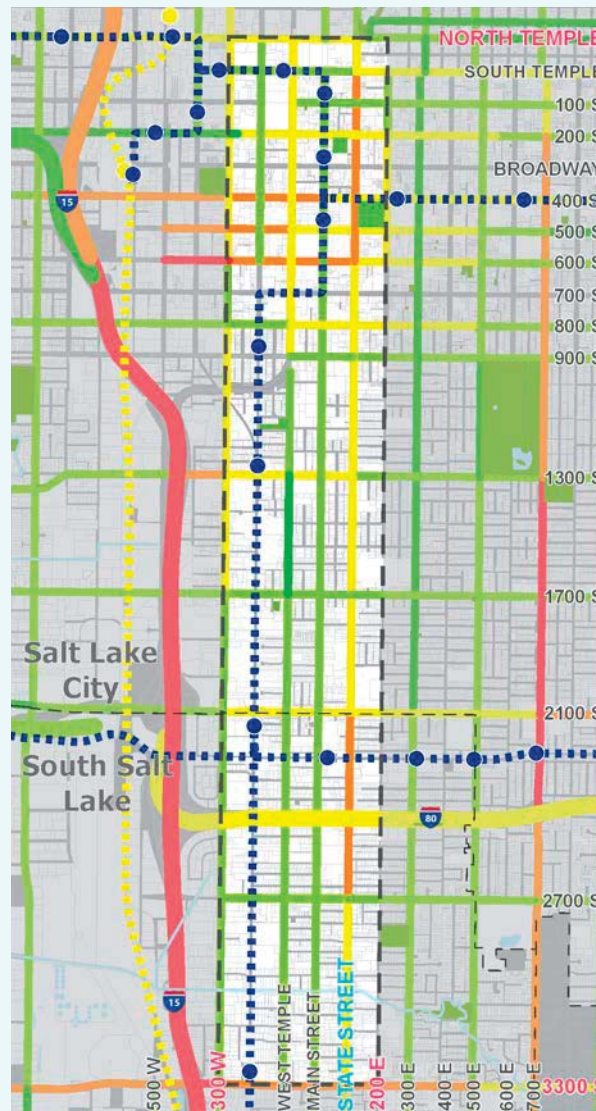 NORTH TEMPLE
SOUTH TEMPLE
100 S
200 S
BROADWAY
400 S
15
500 S
600 S
700 S
800 S
900 S
1300 S
1700 S
Salt Lake
City
2100 S
South Salt
Lake
80
2700 S
15
500 W
300 W
WEST TEMPLE
MAIN STREET
STATE STREET
200 E
300 E
400 E
500 E
600 E
700 E
3300 S